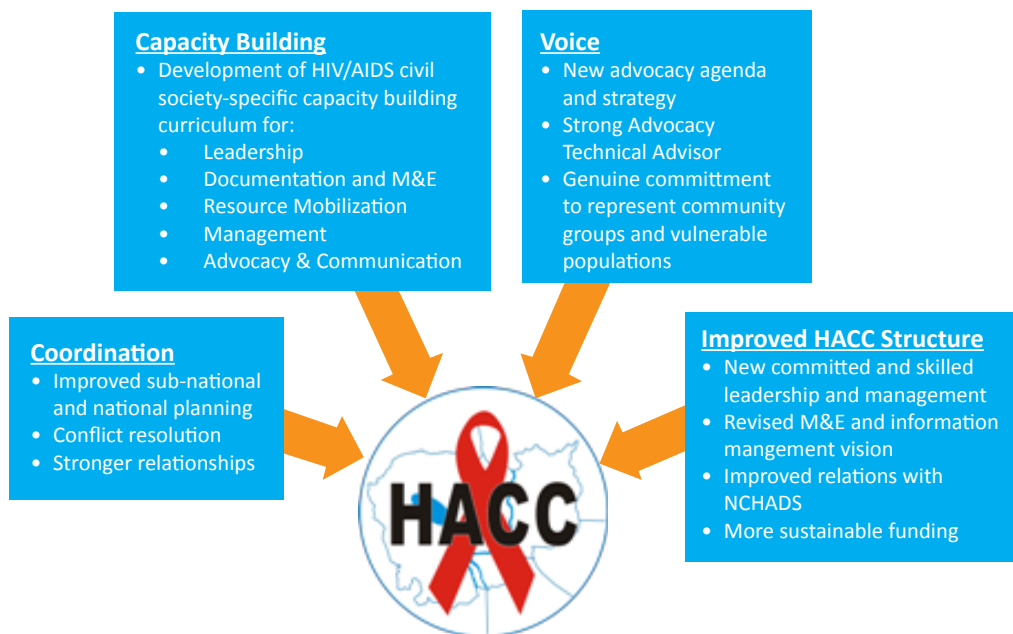 Capacity Building
• Development of HIV/AIDS civil
society-specific capacity building
curriculum for:
• Leadership
• Documentation and M&E
• Resource Mobilization
• Management
• Advocacy & Communication
Voice
• New advocacy agenda
and strategy
• Strong Advocacy
Technical Advisor
• Genuine committment
to represent community
groups and vulnerable
populations
Coordination
• Improved sub-national
and national planning
• Conflict resolution
• Stronger relationships
Improved HACC Structure
• New committed and skilled
leadership and management
• Revised M&E and information
mangement vision
• Improved relations with
NCHADS
• More sustainable funding
HACC